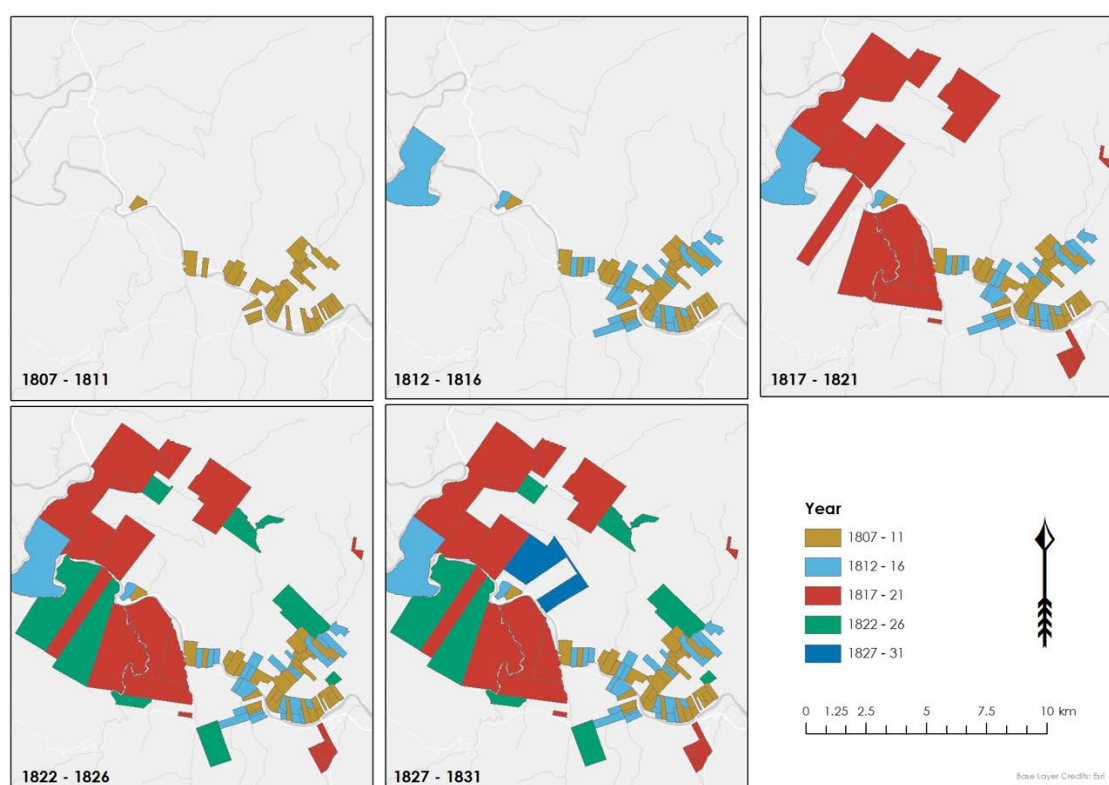 1807 - 1811
1812 - 1816
1817 - 1821
1822 - 1826
1827 - 1831
Year
1807 - 11
1812 - 16
1817 - 21
1822 - 26
1827 - 31
0 1.25 2.5 5 7.5 10 km
Base Layer Credits: Esri